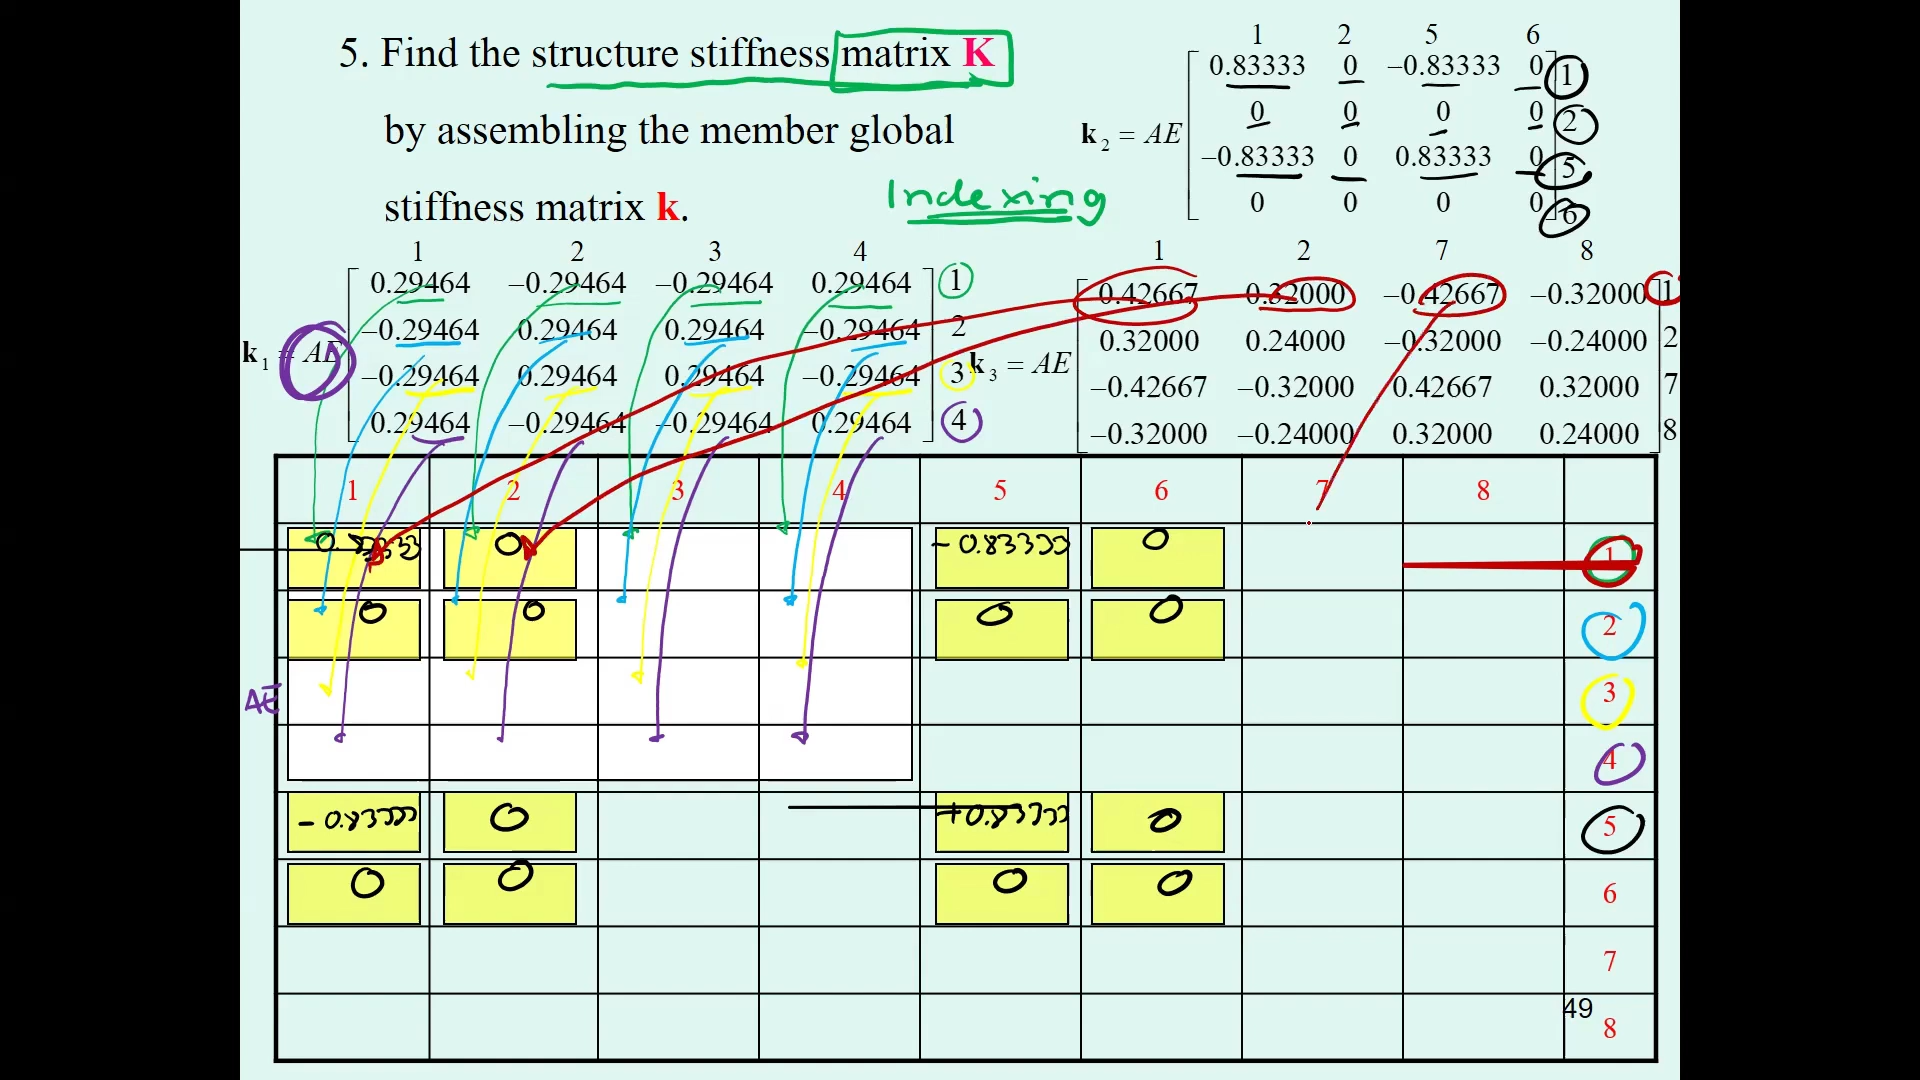 5. Find the structure stiffness matrix K
by assembling the member global
stiffness matrix k.
Indexing
1 2 5 6
0.83333 0 −0.83333 0 1
0 0 0 0 2
k2 = AE
−0.83333 0 0.83333 0 5
0 0 0 0 6
1 2 3 4
0.29464 −0.29464 −0.29464 0.29464 1
−0.29464 0.29464 0.29464 −0.29464 2
k1 = AE
−0.29464 0.29464 0.29464 −0.29464 3
0.29464 −0.29464 −0.29464 0.29464 4
1 2 7 8
0.42667 0.32000 −0.42667 −0.32000 1
0.32000 0.24000 −0.32000 −0.24000 2
k3 = AE
−0.42667 −0.32000 0.42667 0.32000 7
−0.32000 −0.24000 0.32000 0.24000 8
1 2 3 4 5 6 7 8
0.83333 0 - 0.83333 0 1
0 0 0 0 2
AE 3
4
- 0.83333 0 +0.83333 0 5
0 0 0 0 6
7
49
8